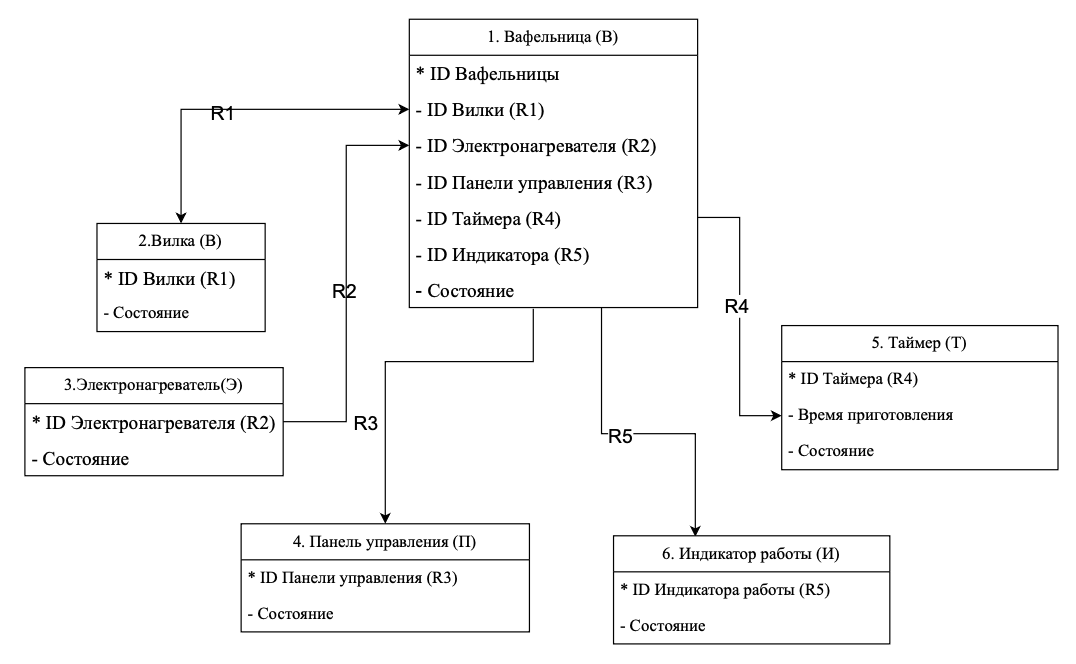 1. Вафельница (В)
* ID Вафельницы
- ID Вилки (R1)
- ID Электронагревателя (R2)
- ID Панели управления (R3)
- ID Таймера (R4)
- ID Индикатора (R5)
- Состояние
R1
2.Вилка (В)
* ID Вилки (R1)
- Состояние
R2
3.Электронагреватель(Э)
* ID Электронагревателя (R2)
- Состояние
R3
R4
5. Таймер (Т)
* ID Таймера (R4)
- Время приготовления
- Состояние
R5
4. Панель управления (П)
* ID Панели управления (R3)
- Состояние
6. Индикатор работы (И)
* ID Индикатора работы (R5)
- Состояние